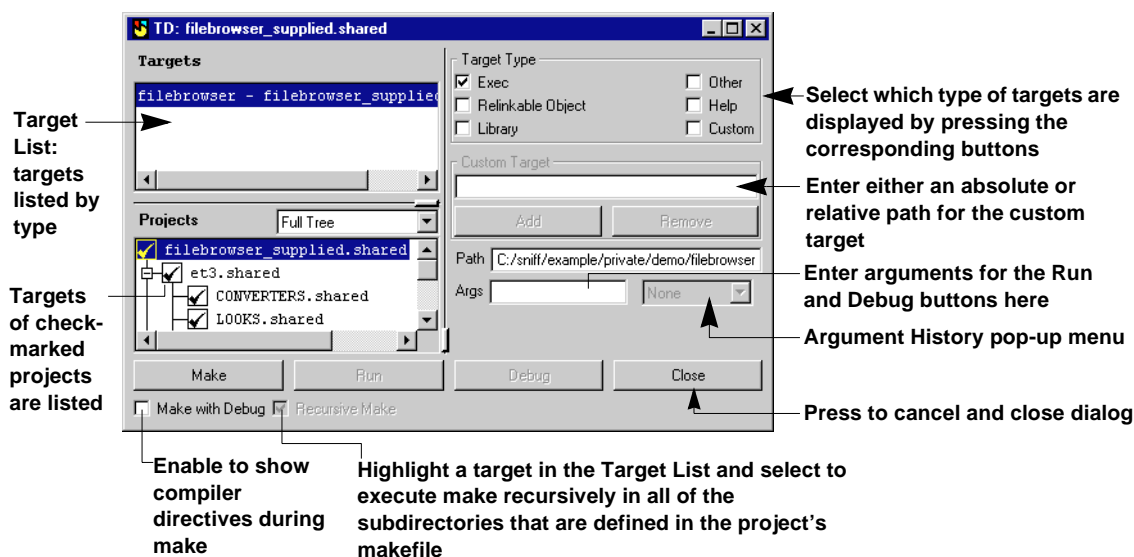 TD: filebrowser_supplied.shared
Targets
filebrowser - filebrowser_supplied
Target
List:
targets
listed by
type
Projects
Full Tree
filebrowser_supplied.shared
et3.shared
CONVERTERS.shared
LOOKS.shared
Targets
of check-
marked
projects
are listed
Target Type
Exec
Other
Relinkable Object
Help
Library
Custom
Select which type of targets are
displayed by pressing the
corresponding buttons
Custom Target
Add
Remove
Enter either an absolute or
relative path for the custom
target
Path C:/sniff/example/private/demo/filebrowser
Args
None
Enter arguments for the Run
and Debug buttons here
Argument History pop-up menu
Make
Run
Debug
Close
Make with Debug
Recursive Make
Press to cancel and close dialog
Enable to show
compiler
directives during
make
Highlight a target in the Target List and select to
execute make recursively in all of the
subdirectories that are defined in the project's
makefile